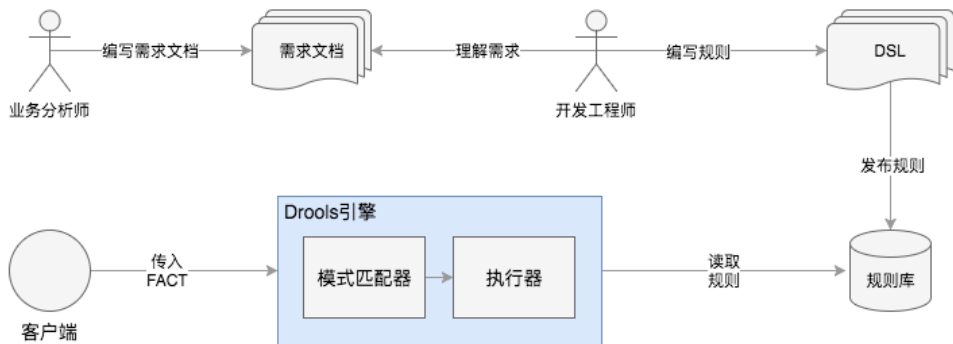 编写需求文档
需求文档
理解需求
编写规则
DSL
业务分析师
开发工程师
发布规则
Drools引擎
传入
FACT
模式匹配器
执行器
读取
规则
规则库
客户端